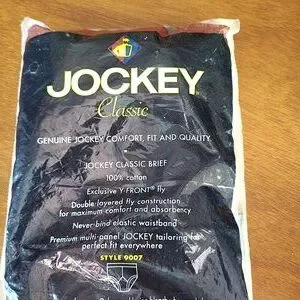 JOCKEY
Classic
GENUINE JOCKEY COMFORT, FIT AND QUALITY
JOCKEY CLASSIC BRIEF
100% cotton
Exclusive Y-FRONT® fly
Double-layered fly construction
for maximum comfort and absorbency
Never-bind elastic waistband
Premium multi-panel JOCKEY tailoring for
perfect fit everywhere
STYLE 9007